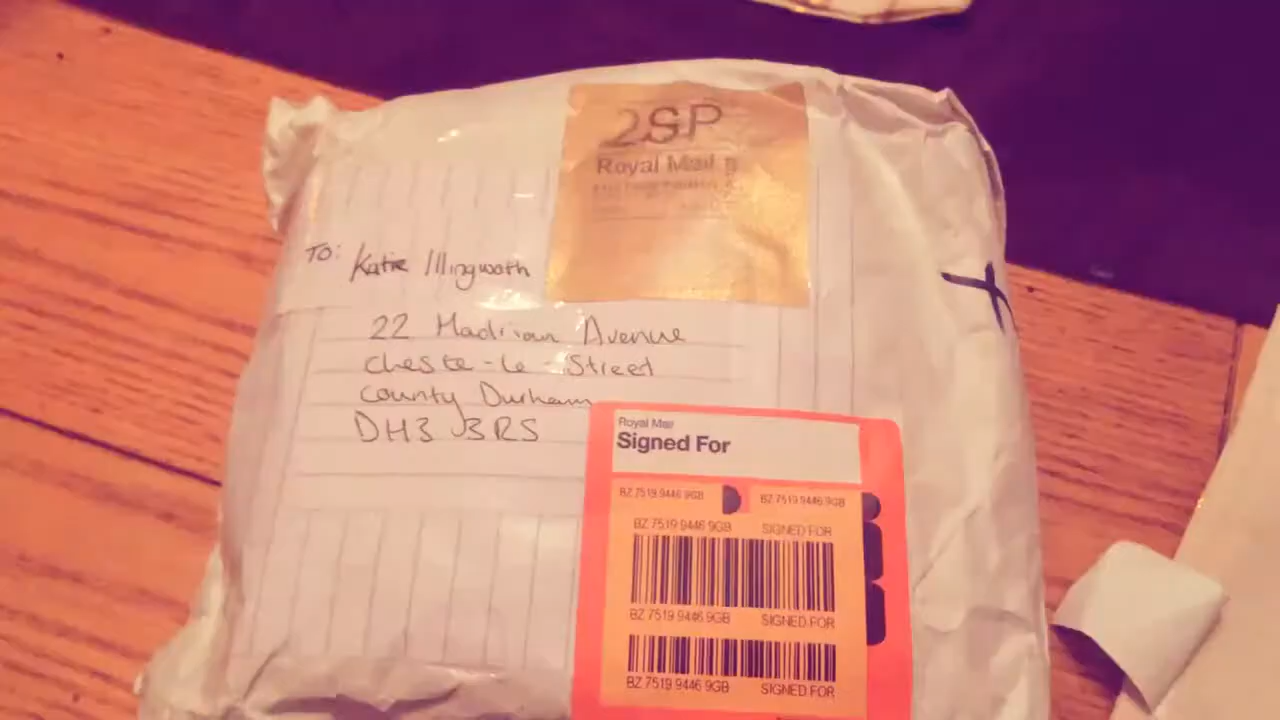 2SP
Royal Mail
TO: Katie Illingworth
22 Madison Avenue
Cheste-le-Street
County Durham
DH3 3RS
Royal Mail
Signed For
BZ 7519 9446 9GB BZ 7519 9446 9GB
BZ 7519 9446 9GB SIGNED FOR
BZ 7519 9446 9GB SIGNED FOR
BZ 7519 9446 9GB SIGNED FOR